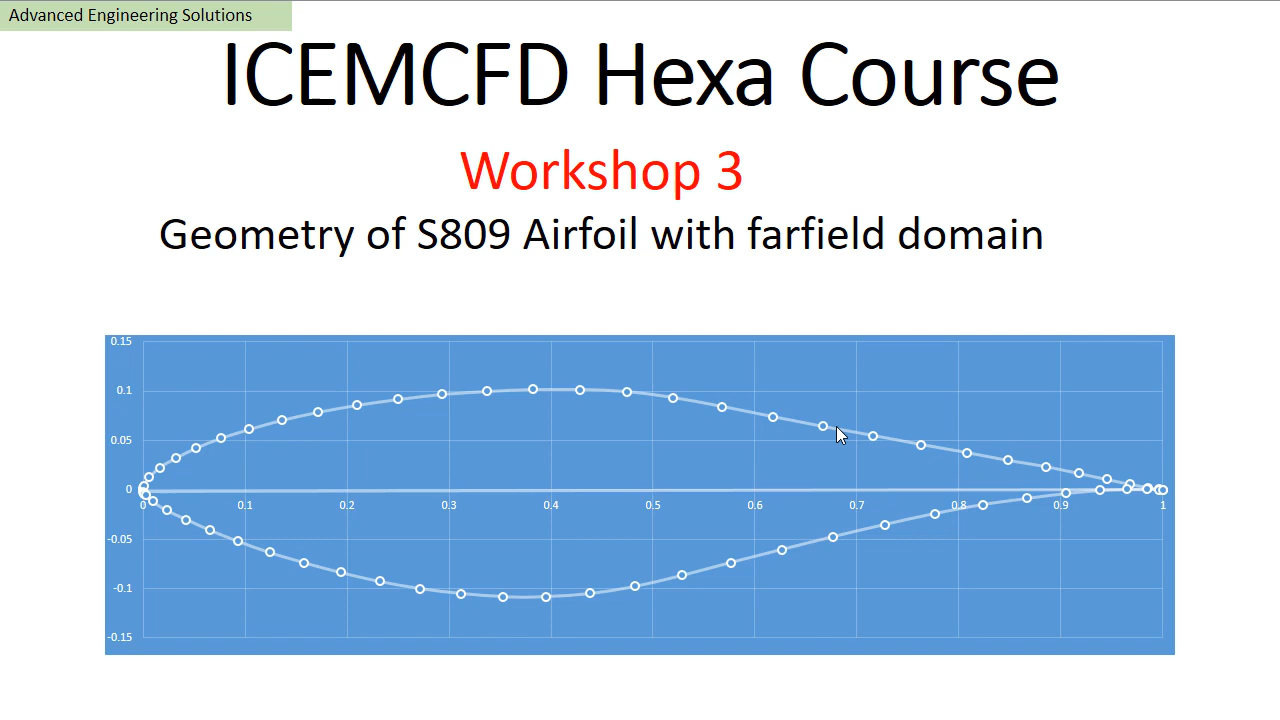 Advanced Engineering Solutions
ICEMCFD Hexa Course
Workshop 3
Geometry of S809 Airfoil with farfield domain
0.15
0.1
0.05
0
0 0.1 0.2 0.3 0.4 0.5 0.6 0.7 0.8 0.9 1
-0.05
-0.1
-0.15